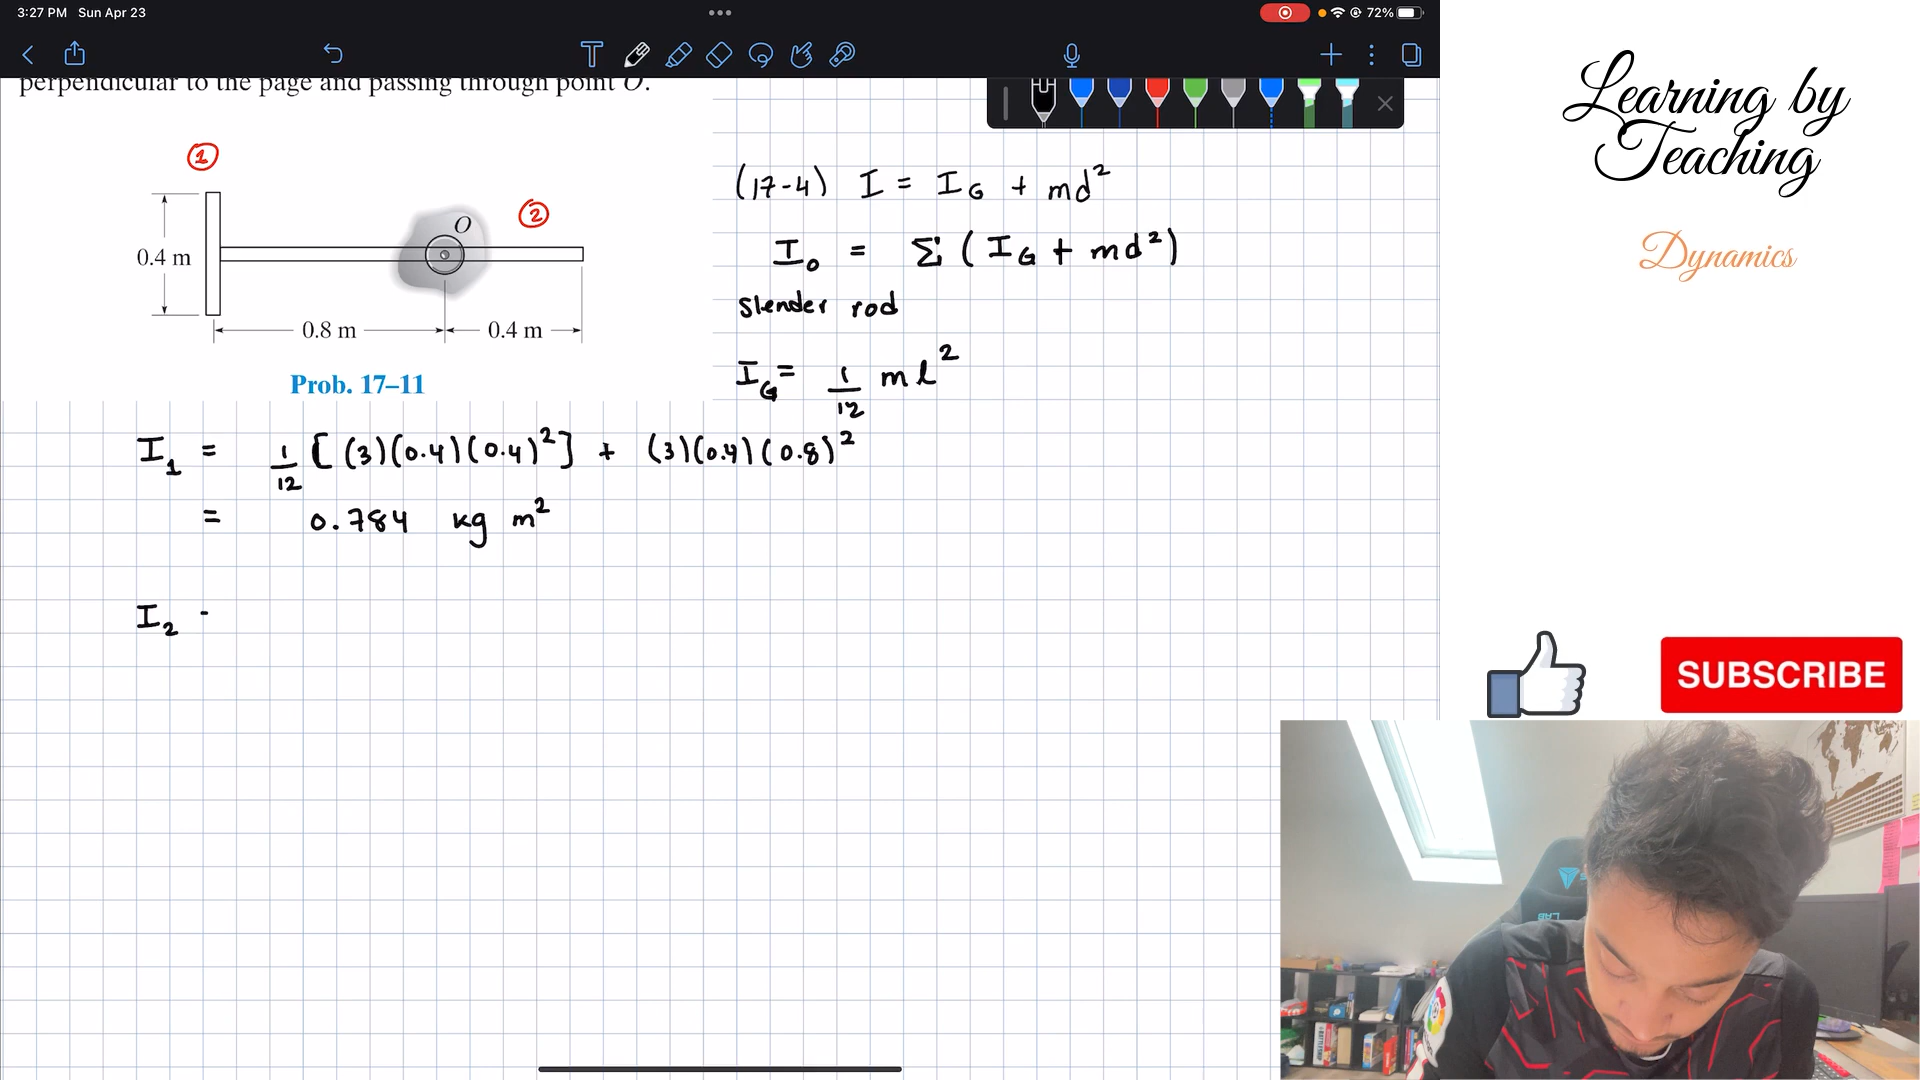 3:27 PM Sun Apr 23
72%
perpendicular to the page and passing through point O.
1
0.4 m
O
2
0.8 m
0.4 m
Prob. 17–11
(17-4) I = I_G + md²
I_O = Σ ( I_G + md² )
Slender rod
I_G = 1/12 m l²
I_1 = 1/12 [ (3)(0.4)(0.4)² ] + (3)(0.4)(0.8)²
= 0.784 kg m²
I_2 -
Learning by
Teaching
Dynamics
SUBSCRIBE